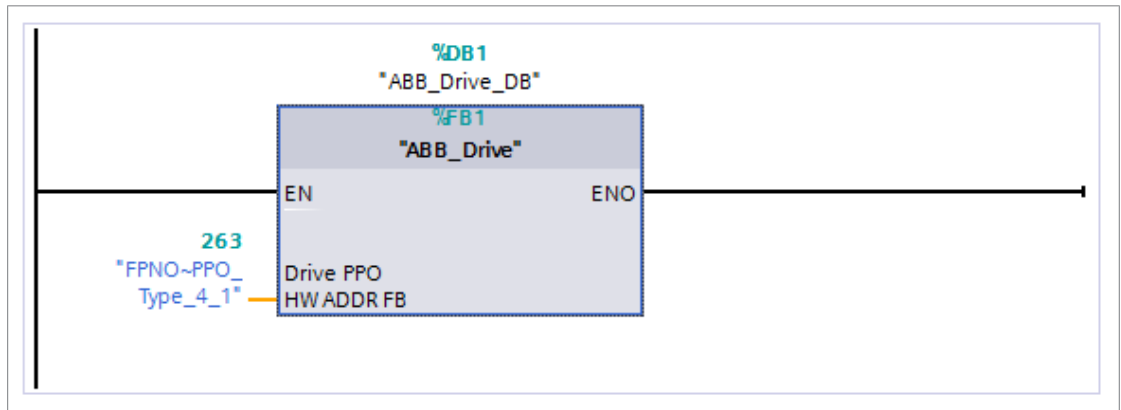 %DB1
"ABB_Drive_DB"
%FB1
"ABB_Drive"
EN
ENO
263
"FPNO~PPO_
Type_4_1"
Drive PPO
HW ADDR FB